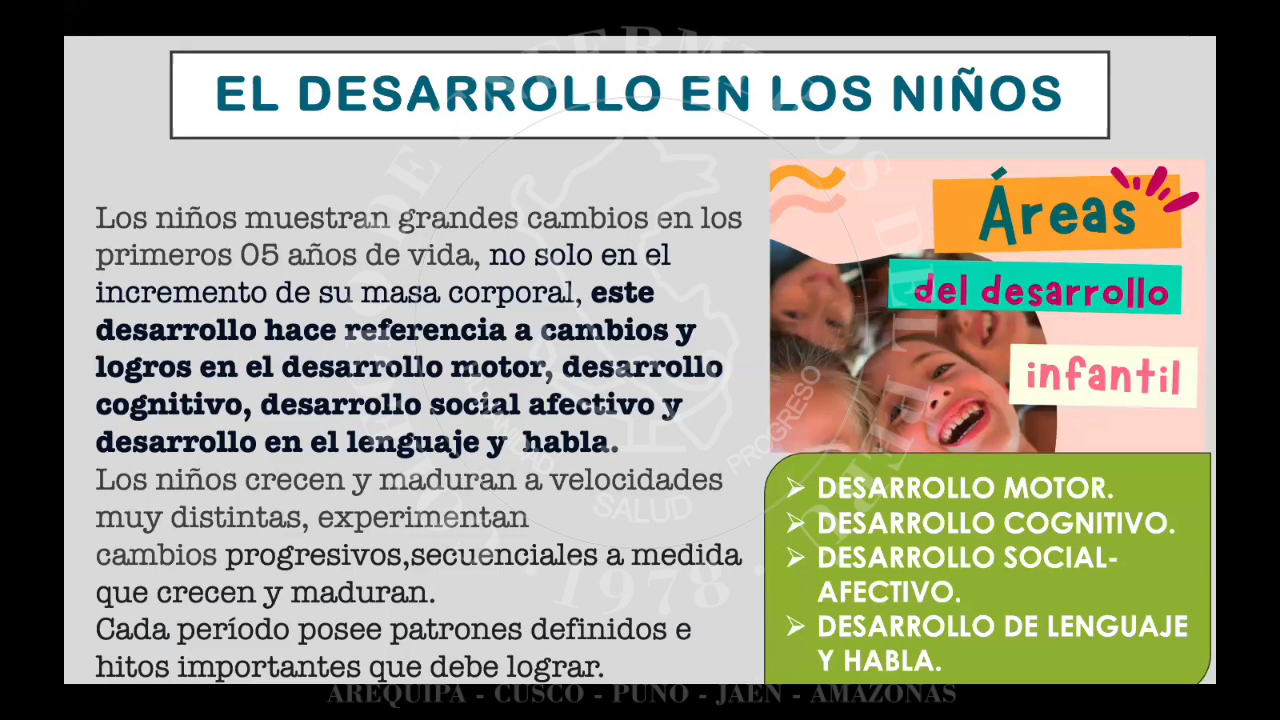 EL DESARROLLO EN LOS NIÑOS
Los niños muestran grandes cambios en los
primeros 05 años de vida, no solo en el
incremento de su masa corporal, este
desarrollo hace referencia a cambios y
logros en el desarrollo motor, desarrollo
cognitivo, desarrollo social afectivo y
desarrollo en el lenguaje y habla.
Los niños crecen y maduran a velocidades
muy distintas, experimentan
cambios progresivos,secuenciales a medida
que crecen y maduran.
Cada período posee patrones definidos e
hitos importantes que debe lograr.
Áreas
del desarrollo
infantil
DESARROLLO MOTOR.
DESARROLLO COGNITIVO.
DESARROLLO SOCIAL-
AFECTIVO.
DESARROLLO DE LENGUAJE
Y HABLA.
PROGRESO
SALUD
1978
AREQUIPA - CUSCO - PUNO - JAEN - AMAZONAS